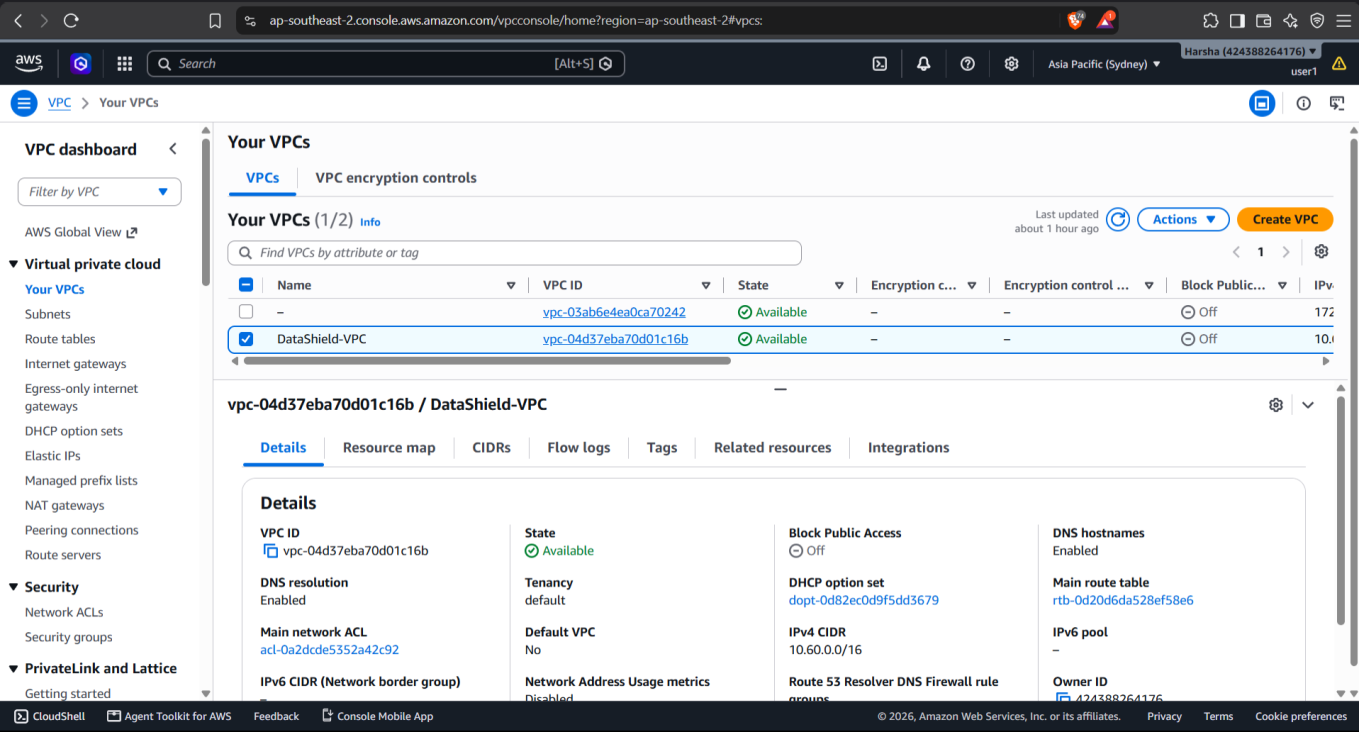 ap-southeast-2.console.aws.amazon.com/vpcconsole/home?region=ap-southeast-2#vpcs:
74
1
aws
Search
[Alt+S]
Asia Pacific (Sydney)
Harsha (424388264176)
user1
VPC
Your VPCs
VPC dashboard
Filter by VPC
AWS Global View
Virtual private cloud
Your VPCs
Subnets
Route tables
Internet gateways
Egress-only internet
gateways
DHCP option sets
Elastic IPs
Managed prefix lists
NAT gateways
Peering connections
Route servers
Security
Network ACLs
Security groups
PrivateLink and Lattice
Getting started
Your VPCs
VPCs
VPC encryption controls
Your VPCs (1/2) Info
Last updated
about 1 hour ago
Actions
Create VPC
Find VPCs by attribute or tag
1
Name VPC ID State Encryption c... Encryption control ... Block Public... IPv
– vpc-03ab6e4ea0ca70242 Available – – Off 172
DataShield-VPC vpc-04d37eba70d01c16b Available – – Off 10.
vpc-04d37eba70d01c16b / DataShield-VPC
Details Resource map CIDRs Flow logs Tags Related resources Integrations
Details
VPC ID State Block Public Access DNS hostnames
vpc-04d37eba70d01c16b Available Off Enabled
DNS resolution Tenancy DHCP option set Main route table
Enabled default dopt-0d82ec0d9f5dd3679 rtb-0d20d6da528ef58e6
Main network ACL Default VPC IPv4 CIDR IPv6 pool
acl-0a2dcde5352a42c92 No 10.60.0.0/16 –
IPv6 CIDR (Network border group) Network Address Usage metrics Route 53 Resolver DNS Firewall rule Owner ID
– Disabled groups 424388264176
CloudShell Agent Toolkit for AWS Feedback Console Mobile App © 2026, Amazon Web Services, Inc. or its affiliates. Privacy Terms Cookie preferences